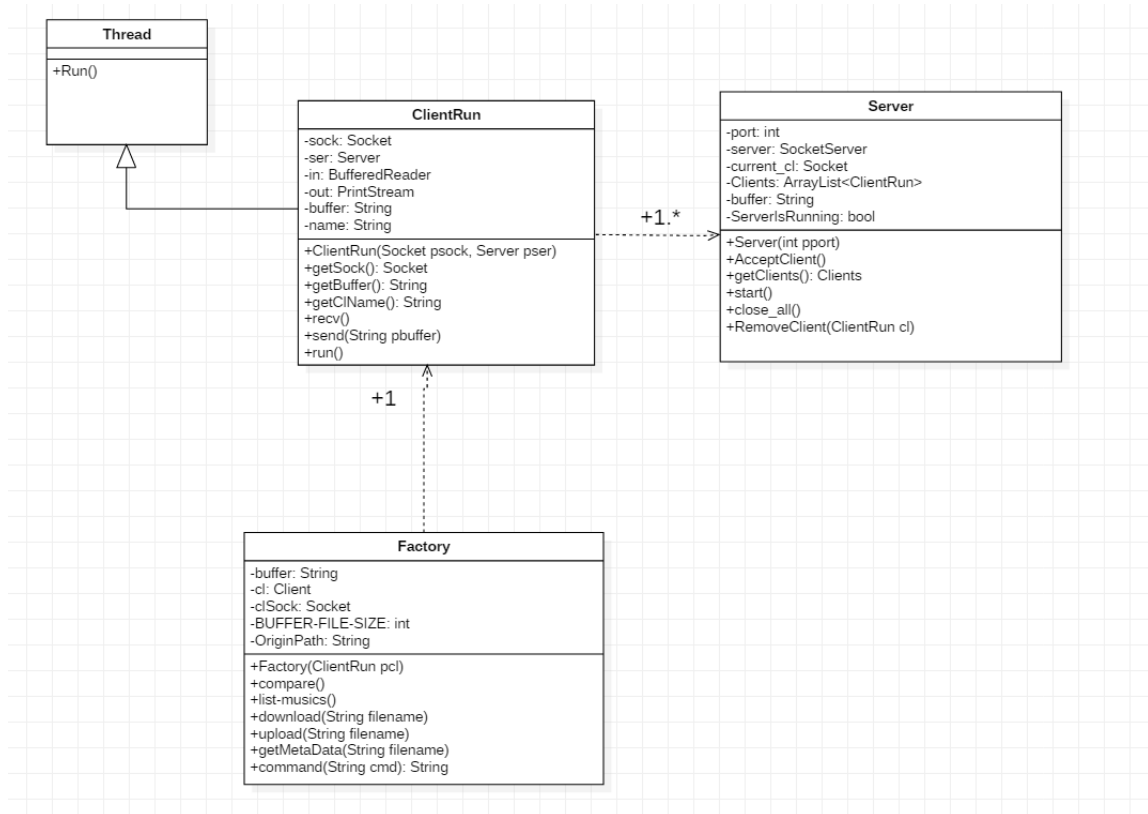 Thread
+Run()
ClientRun
-sock: Socket
-ser: Server
-in: BufferedReader
-out: PrintStream
-buffer: String
-name: String
+ClientRun(Socket psock, Server pser)
+getSock(): Socket
+getBuffer(): String
+getClName(): String
+recv()
+send(String pbuffer)
+run()
+1.*
Server
-port: int
-server: SocketServer
-current_cl: Socket
-Clients: ArrayList<ClientRun>
-buffer: String
-ServerIsRunning: bool
+Server(int pport)
+AcceptClient()
+getClients(): Clients
+start()
+close_all()
+RemoveClient(ClientRun cl)
+1
Factory
-buffer: String
-cl: Client
-clSock: Socket
-BUFFER-FILE-SIZE: int
-OriginPath: String
+Factory(ClientRun pcl)
+compare()
+list-musics()
+download(String filename)
+upload(String filename)
+getMetaData(String filename)
+command(String cmd): String